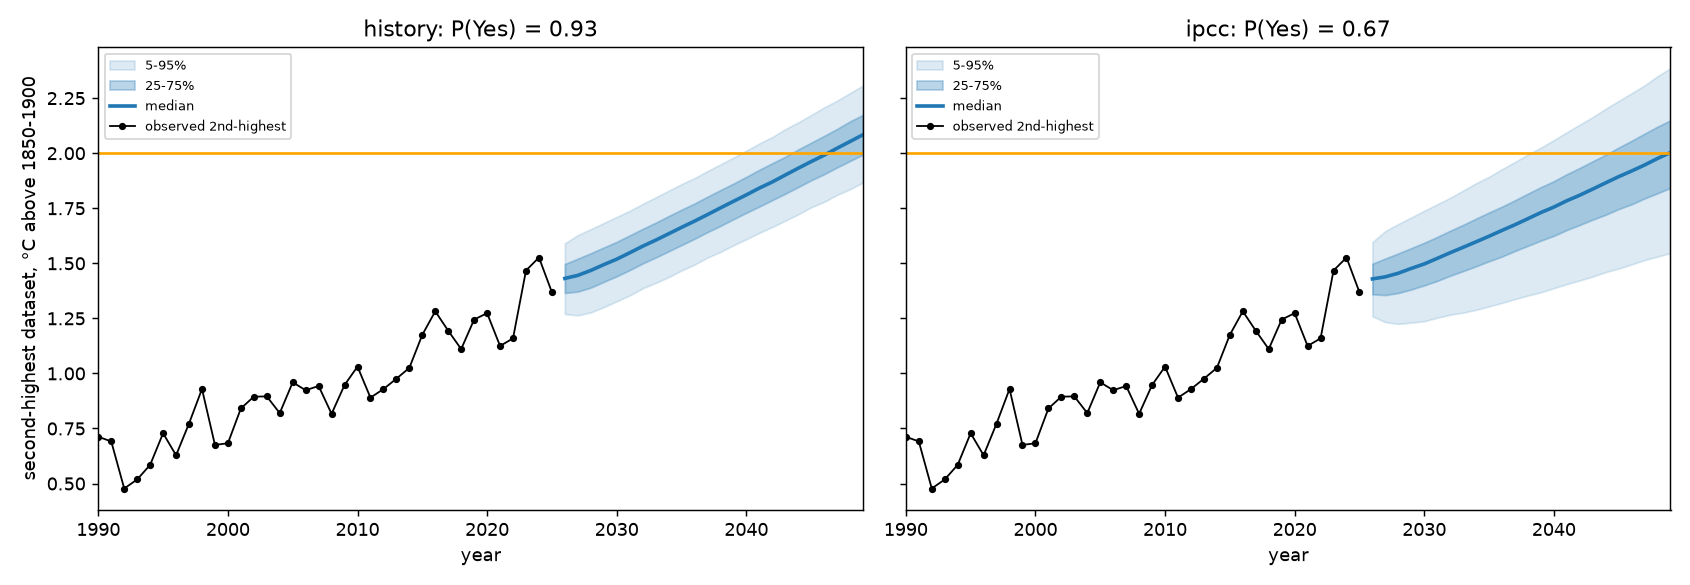 history: P(Yes) = 0.93
5-95%
25-75%
median
observed 2nd-highest
second-highest dataset, °C above 1850-1900
2.25
2.00
1.75
1.50
1.25
1.00
0.75
0.50
1990
2000
2010
2020
2030
2040
year
ipcc: P(Yes) = 0.67
5-95%
25-75%
median
observed 2nd-highest
1990
2000
2010
2020
2030
2040
year